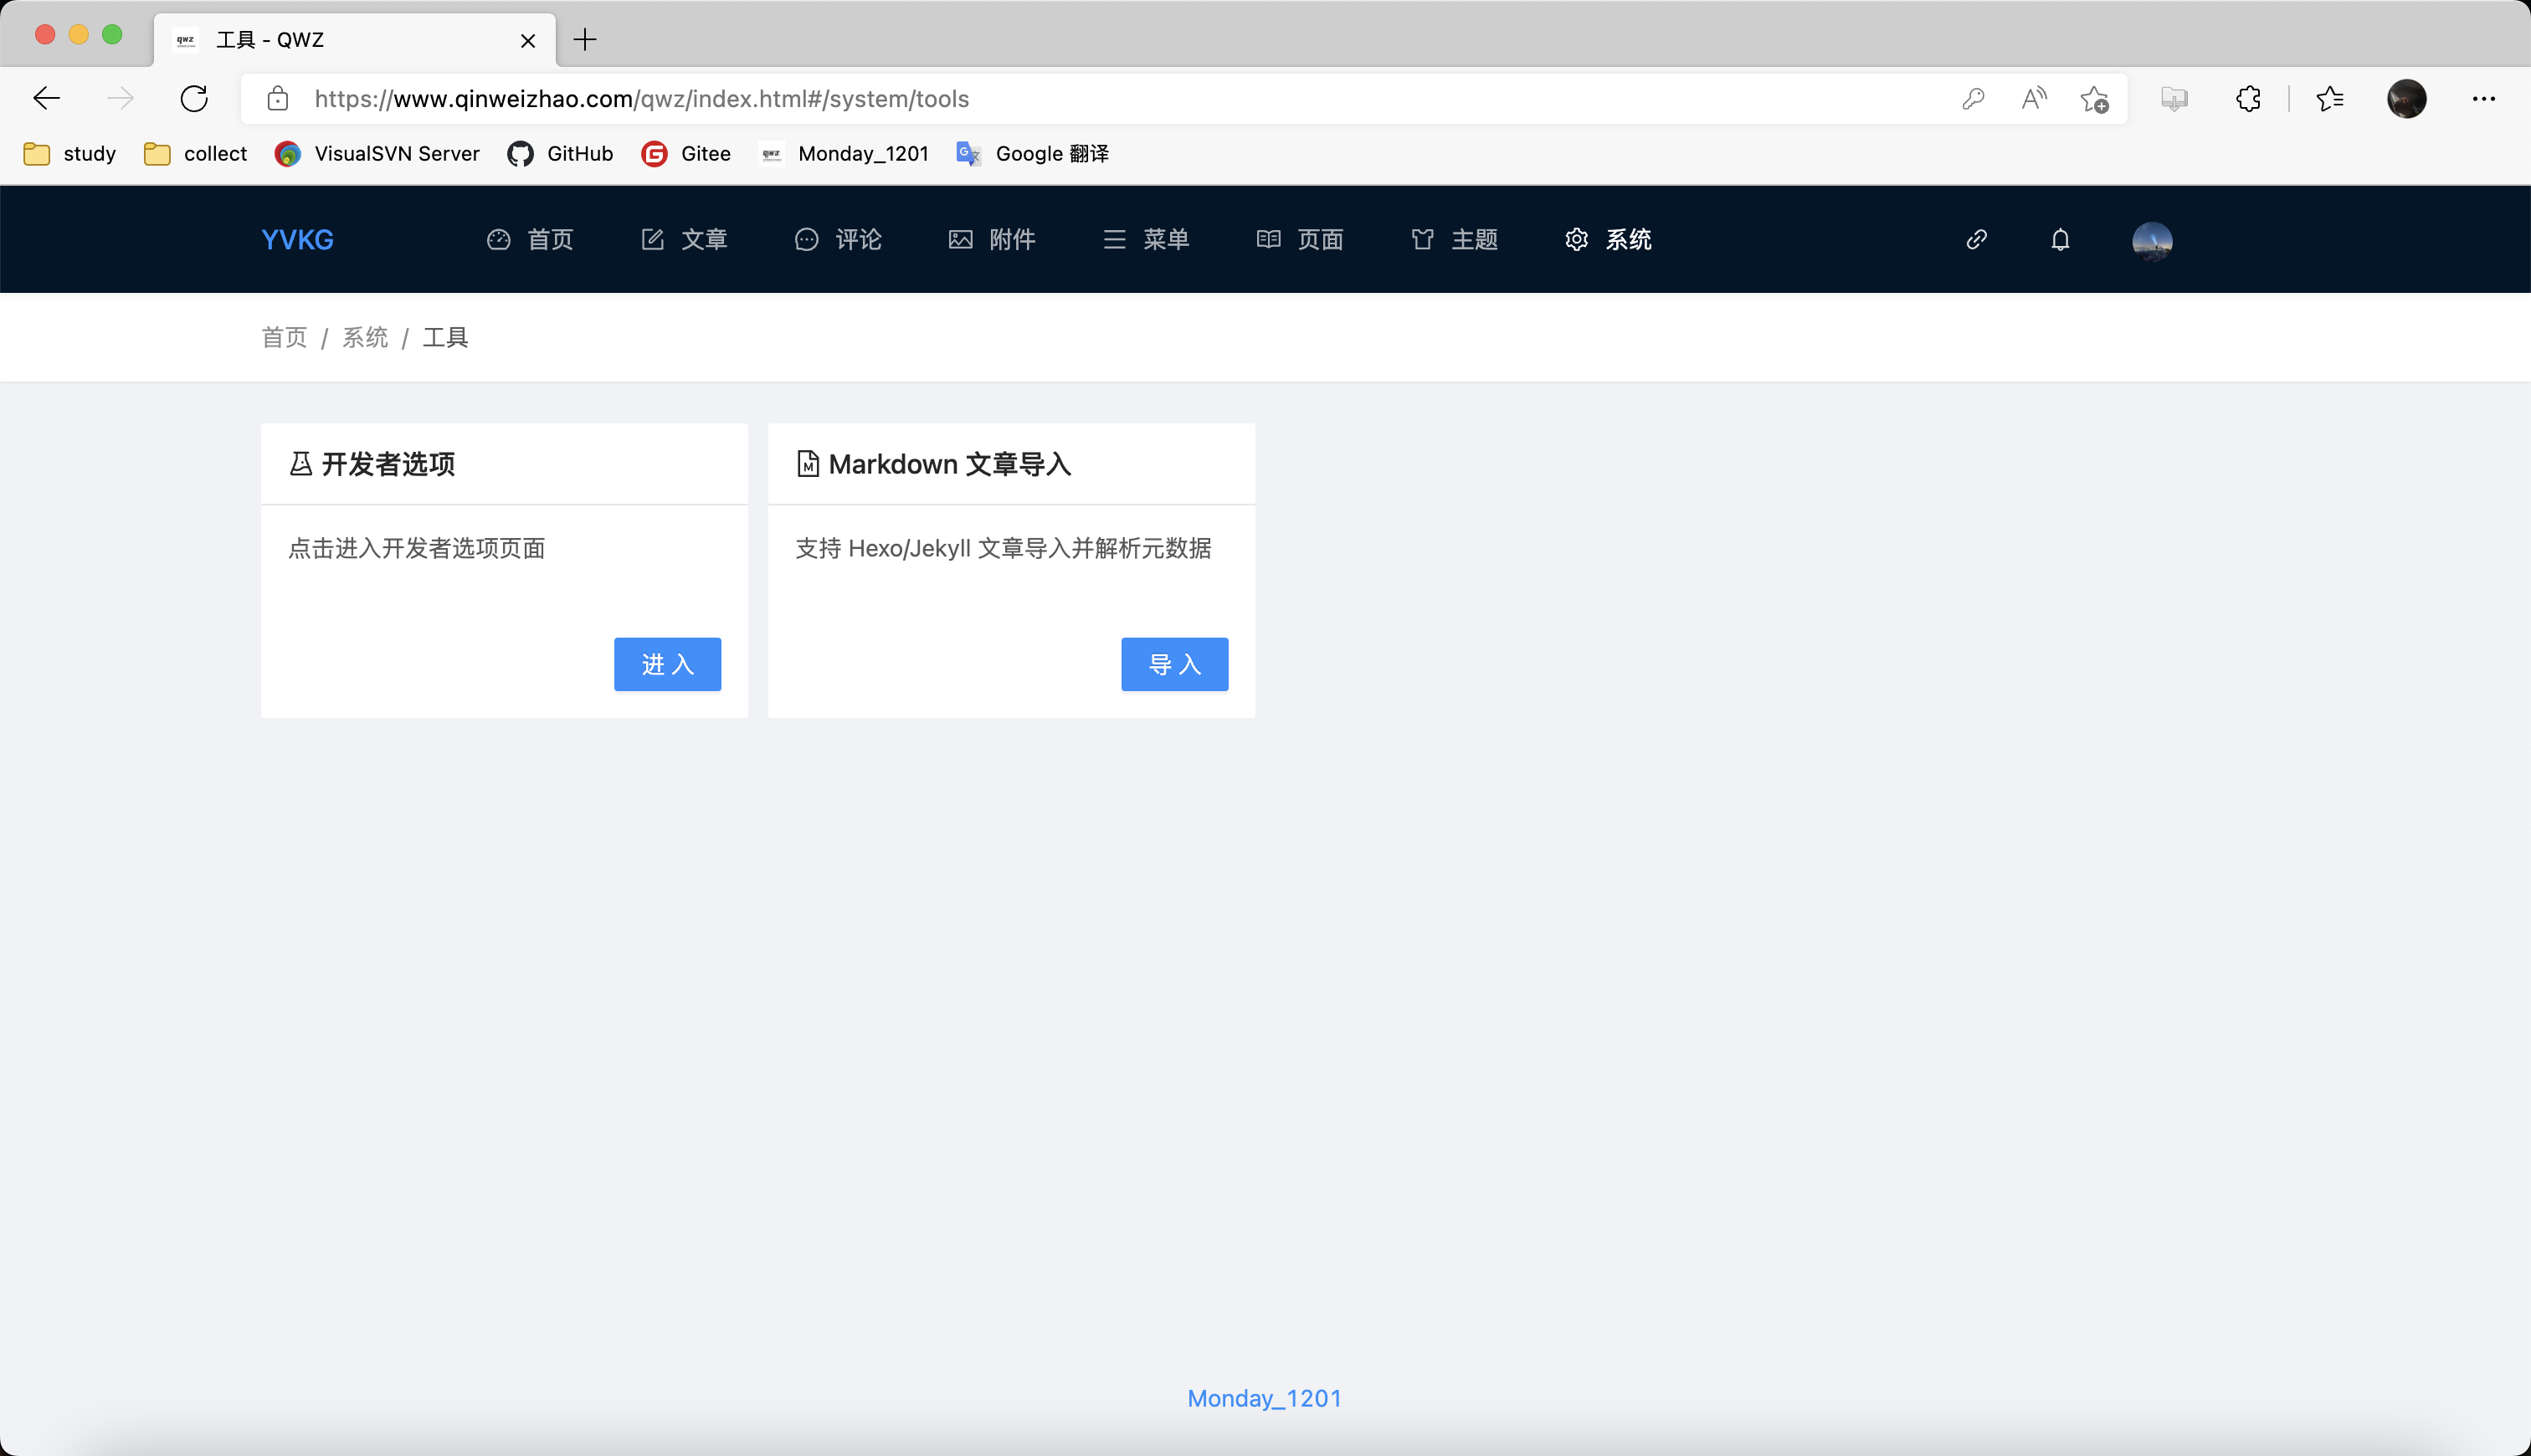 qwz 工具 - QWZ
https://www.qinweizhao.com/qwz/index.html#/system/tools
study collect VisualSVN Server GitHub Gitee Monday_1201 Google 翻译
YVKG 首页 文章 评论 附件 菜单 页面 主题 系统
首页 / 系统 / 工具
开发者选项
点击进入开发者选项页面
进 入
Markdown 文章导入
支持 Hexo/Jekyll 文章导入并解析元数据
导 入
Monday_1201